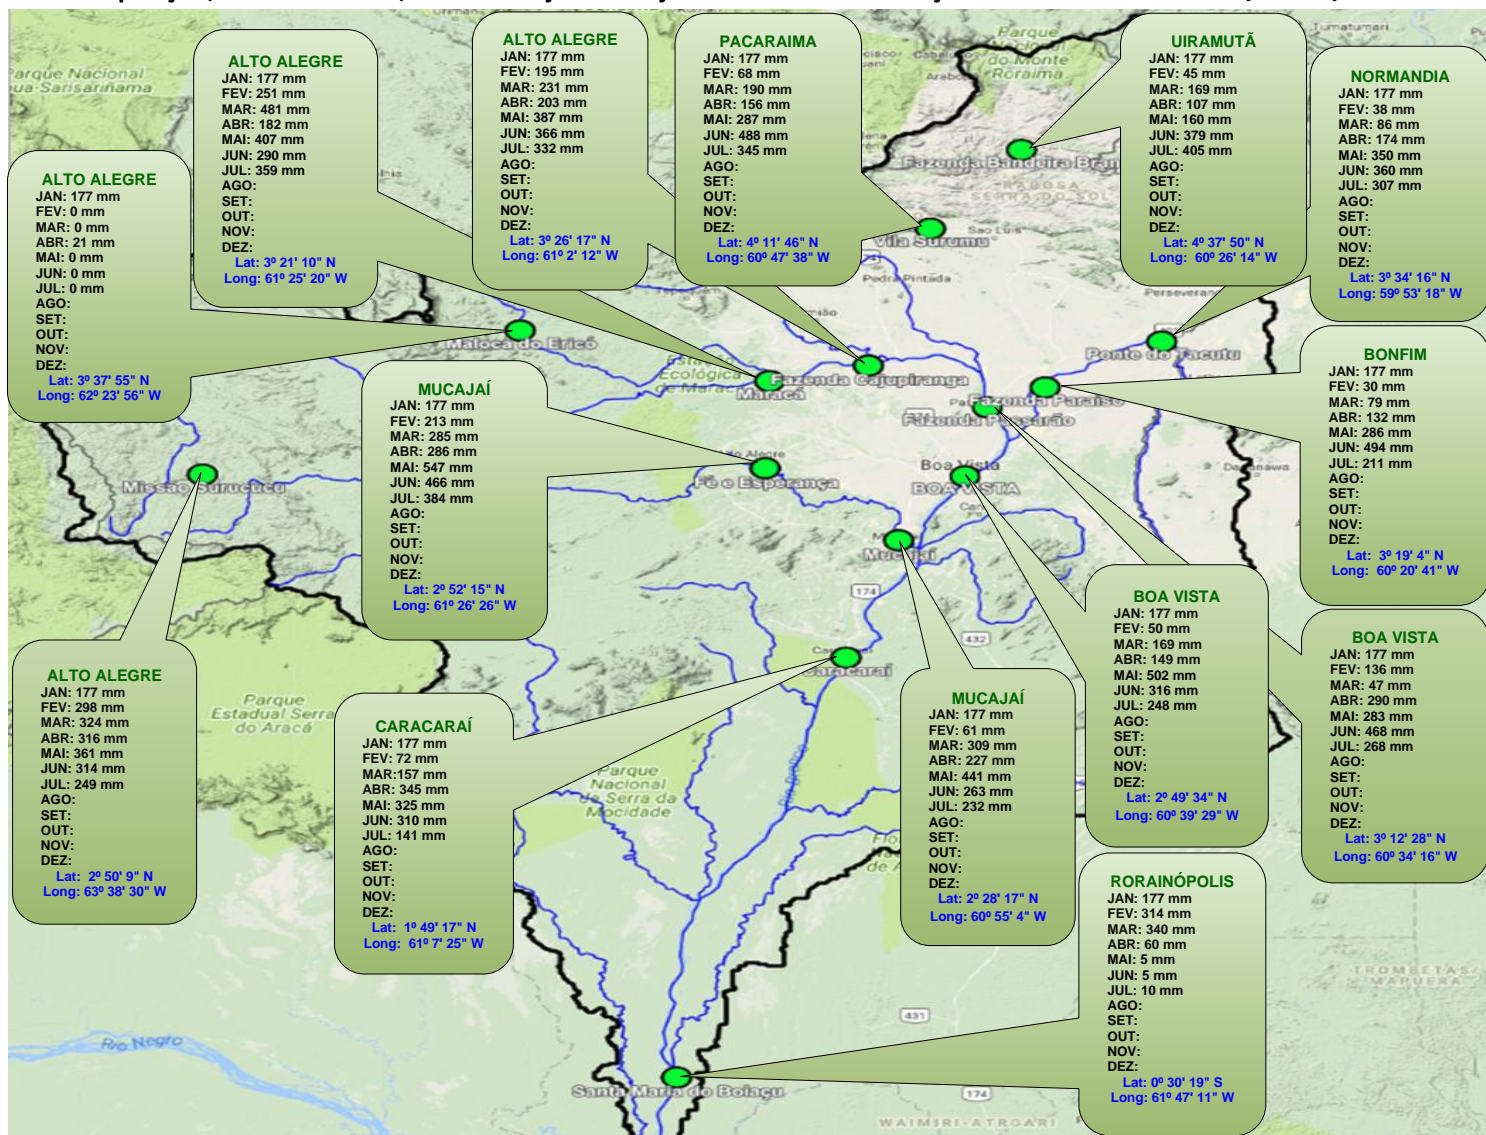 ALTO ALEGRE
JAN: 177 mm
FEV: 0 mm
MAR: 0 mm
ABR: 21 mm
MAI: 0 mm
JUN: 0 mm
JUL: 0 mm
AGO:
SET:
OUT:
NOV:
DEZ:
Lat: 3º 37' 55" N
Long: 62º 23' 56" W
ALTO ALEGRE
JAN: 177 mm
FEV: 251 mm
MAR: 481 mm
ABR: 182 mm
MAI: 407 mm
JUN: 290 mm
JUL: 359 mm
AGO:
SET:
OUT:
NOV:
DEZ:
Lat: 3º 21' 10" N
Long: 61º 25' 20" W
ALTO ALEGRE
JAN: 177 mm
FEV: 195 mm
MAR: 231 mm
ABR: 203 mm
MAI: 387 mm
JUN: 366 mm
JUL: 332 mm
AGO:
SET:
OUT:
NOV:
DEZ:
Lat: 3º 26' 17" N
Long: 61º 2' 12" W
PACARAIMA
JAN: 177 mm
FEV: 68 mm
MAR: 190 mm
ABR: 156 mm
MAI: 287 mm
JUN: 488 mm
JUL: 345 mm
AGO:
SET:
OUT:
NOV:
DEZ:
Lat: 4º 11' 46" N
Long: 60º 47' 38" W
UIRAMUTÃ
JAN: 177 mm
FEV: 45 mm
MAR: 169 mm
ABR: 107 mm
MAI: 160 mm
JUN: 379 mm
JUL: 405 mm
AGO:
SET:
OUT:
NOV:
DEZ:
Lat: 4º 37' 50" N
Long: 60º 26' 14" W
NORMANDIA
JAN: 177 mm
FEV: 38 mm
MAR: 86 mm
ABR: 174 mm
MAI: 350 mm
JUN: 360 mm
JUL: 307 mm
AGO:
SET:
OUT:
NOV:
DEZ:
Lat: 3º 34' 16" N
Long: 59º 53' 18" W
MUCAJAÍ
JAN: 177 mm
FEV: 213 mm
MAR: 285 mm
ABR: 286 mm
MAI: 547 mm
JUN: 466 mm
JUL: 384 mm
AGO:
SET:
OUT:
NOV:
DEZ:
Lat: 2º 52' 15" N
Long: 61º 26' 26" W
BONFIM
JAN: 177 mm
FEV: 30 mm
MAR: 79 mm
ABR: 132 mm
MAI: 286 mm
JUN: 494 mm
JUL: 211 mm
AGO:
SET:
OUT:
NOV:
DEZ:
Lat: 3º 19' 4" N
Long: 60º 20' 41" W
ALTO ALEGRE
JAN: 177 mm
FEV: 298 mm
MAR: 324 mm
ABR: 316 mm
MAI: 361 mm
JUN: 314 mm
JUL: 249 mm
AGO:
SET:
OUT:
NOV:
DEZ:
Lat: 2º 50' 9" N
Long: 63º 38' 30" W
CARACARAÍ
JAN: 177 mm
FEV: 72 mm
MAR:157 mm
ABR: 345 mm
MAI: 325 mm
JUN: 310 mm
JUL: 141 mm
AGO:
SET:
OUT:
NOV:
DEZ:
Lat: 1º 49' 17" N
Long: 61º 7' 25" W
MUCAJAÍ
JAN: 177 mm
FEV: 61 mm
MAR: 309 mm
ABR: 227 mm
MAI: 441 mm
JUN: 263 mm
JUL: 232 mm
AGO:
SET:
OUT:
NOV:
DEZ:
Lat: 2º 28' 17" N
Long: 60º 55' 4" W
BOA VISTA
JAN: 177 mm
FEV: 50 mm
MAR: 169 mm
ABR: 149 mm
MAI: 502 mm
JUN: 316 mm
JUL: 248 mm
AGO:
SET:
OUT:
NOV:
DEZ:
Lat: 2º 49' 34" N
Long: 60º 39' 29" W
BOA VISTA
JAN: 177 mm
FEV: 136 mm
MAR: 47 mm
ABR: 290 mm
MAI: 283 mm
JUN: 468 mm
JUL: 268 mm
AGO:
SET:
OUT:
NOV:
DEZ:
Lat: 3º 12' 28" N
Long: 60º 34' 16" W
RORAINÓPOLIS
JAN: 177 mm
FEV: 314 mm
MAR: 340 mm
ABR: 60 mm
MAI: 5 mm
JUN: 5 mm
JUL: 10 mm
AGO:
SET:
OUT:
NOV:
DEZ:
Lat: 0º 30' 19" S
Long: 61º 47' 11" W
Parque Nacional
Parque
do Monte
Roraima
Tumatumari
Fazenda Bandeira
Vila Surumu
Pedra Pintada
Maloca do Ericó
Ecológica
de Maracá
Maracá
Fazenda Cajupiranga
Ponte do Tacutu
Fazenda Paraíso
Fazenda Passarão
Missão Surucucu
Fé e Esperança
Boa Vista
BOA VISTA
Mucajaí
174
432
Caracaraí
Parque
Estadual Serra
do Aracá
Parque
Nacional
da Serra da
Mocidade
Rio Branco
Rio Negro
431
174
Santa Maria do Boiaçu
TROMBETAS/
MAPUERA
WAIMIRI-ATROARI